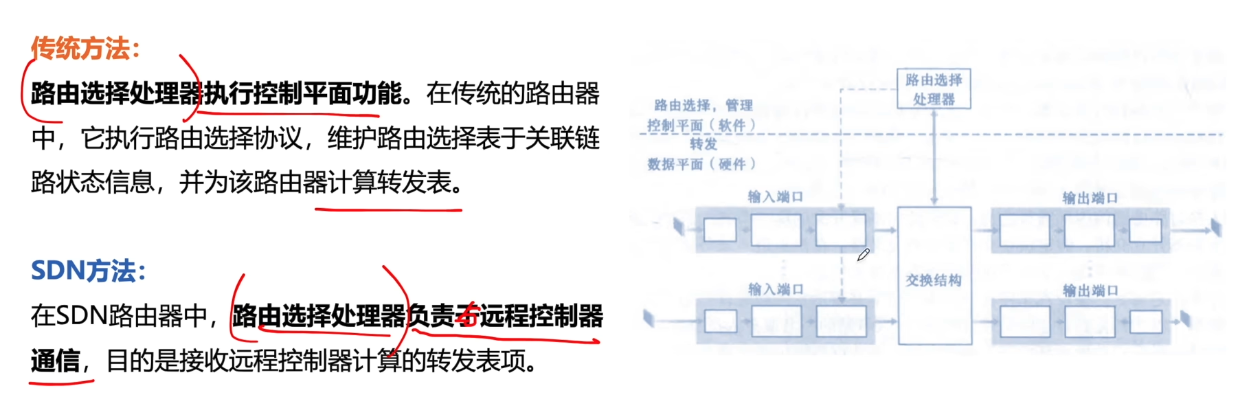 传统方法：
路由选择处理器执行控制平面功能。在传统的路由器
中，它执行路由选择协议，维护路由选择表于关联链
路状态信息，并为该路由器计算转发表。
SDN方法：
在SDN路由器中，路由选择处理器负责于远程控制器
通信，目的是接收远程控制器计算的转发表项。
路由选择
处理器
路由选择，管理
控制平面（软件）
转发
数据平面（硬件）
输入端口
输出端口
交换结构
输入端口
输出端口